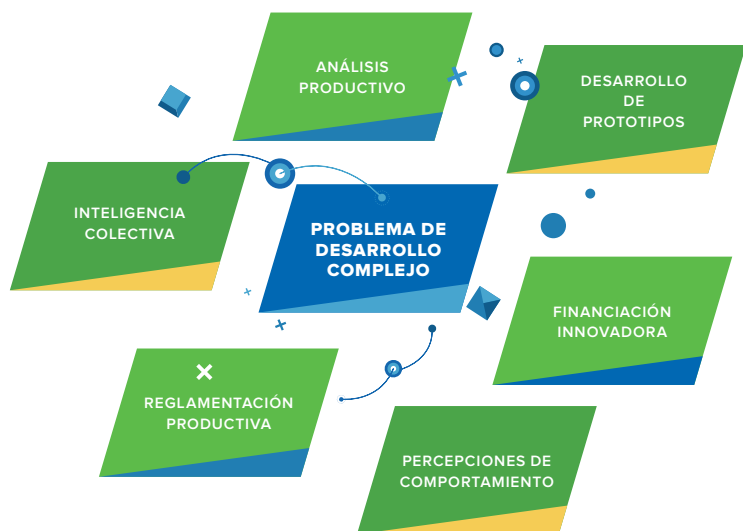 ANÁLISIS
PRODUCTIVO
DESARROLLO
DE
PROTOTIPOS
INTELIGENCIA
COLECTIVA
PROBLEMA DE
DESARROLLO
COMPLEJO
FINANCIACIÓN
INNOVADORA
REGLAMENTACIÓN
PRODUCTIVA
PERCEPCIONES DE
COMPORTAMIENTO